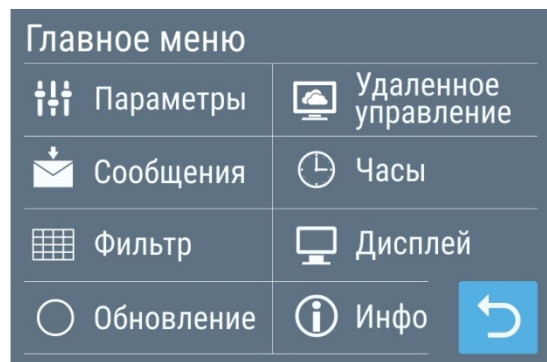 Главное меню
Параметры
Удаленное
управление
Сообщения
Часы
Фильтр
Дисплей
Обновление
Инфо